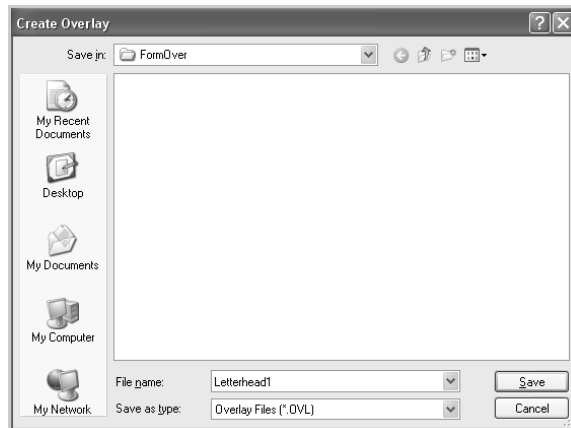 Create Overlay
Save in:
FormOver
My Recent
Documents
Desktop
My Documents
My Computer
My Network
File name:
Letterhead1
Save
Save as type:
Overlay Files (*.OVL)
Cancel